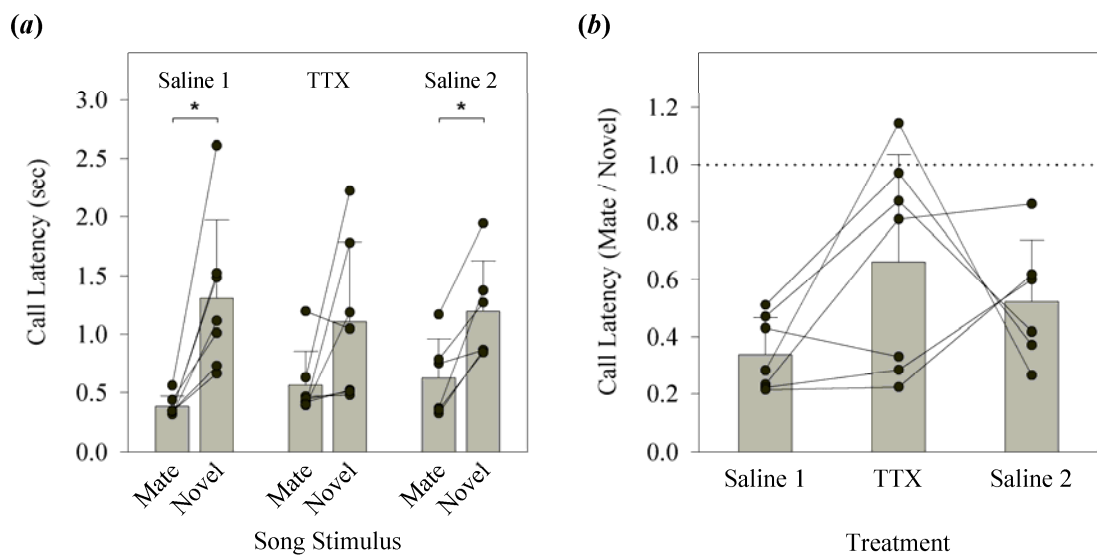 (a)
Saline 1 TTX Saline 2
* *
3.0
2.5
2.0
1.5
1.0
0.5
0.0
Call Latency (sec)
Mate Novel Mate Novel Mate Novel
Song Stimulus
(b)
1.2
1.0
0.8
0.6
0.4
0.2
0.0
Call Latency (Mate / Novel)
Saline 1 TTX Saline 2
Treatment